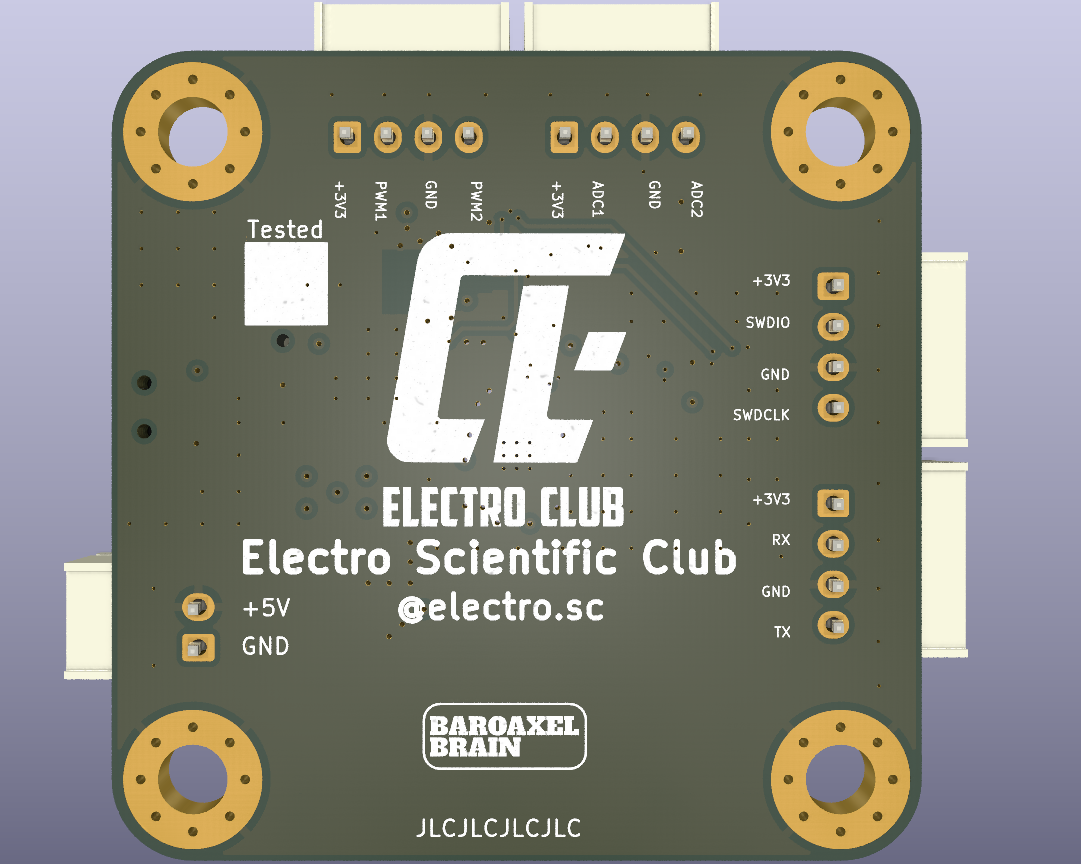 +3V3
PWM1
GND
PWM2
+3V3
ADC1
GND
ADC2
Tested
+3V3
SWDIO
GND
SWDCLK
ELECTRO CLUB
+3V3
Electro Scientific Club
RX
@electro.sc
GND
TX
+5V
GND
BAROAXEL
BRAIN
JLCJLCJLCJLC